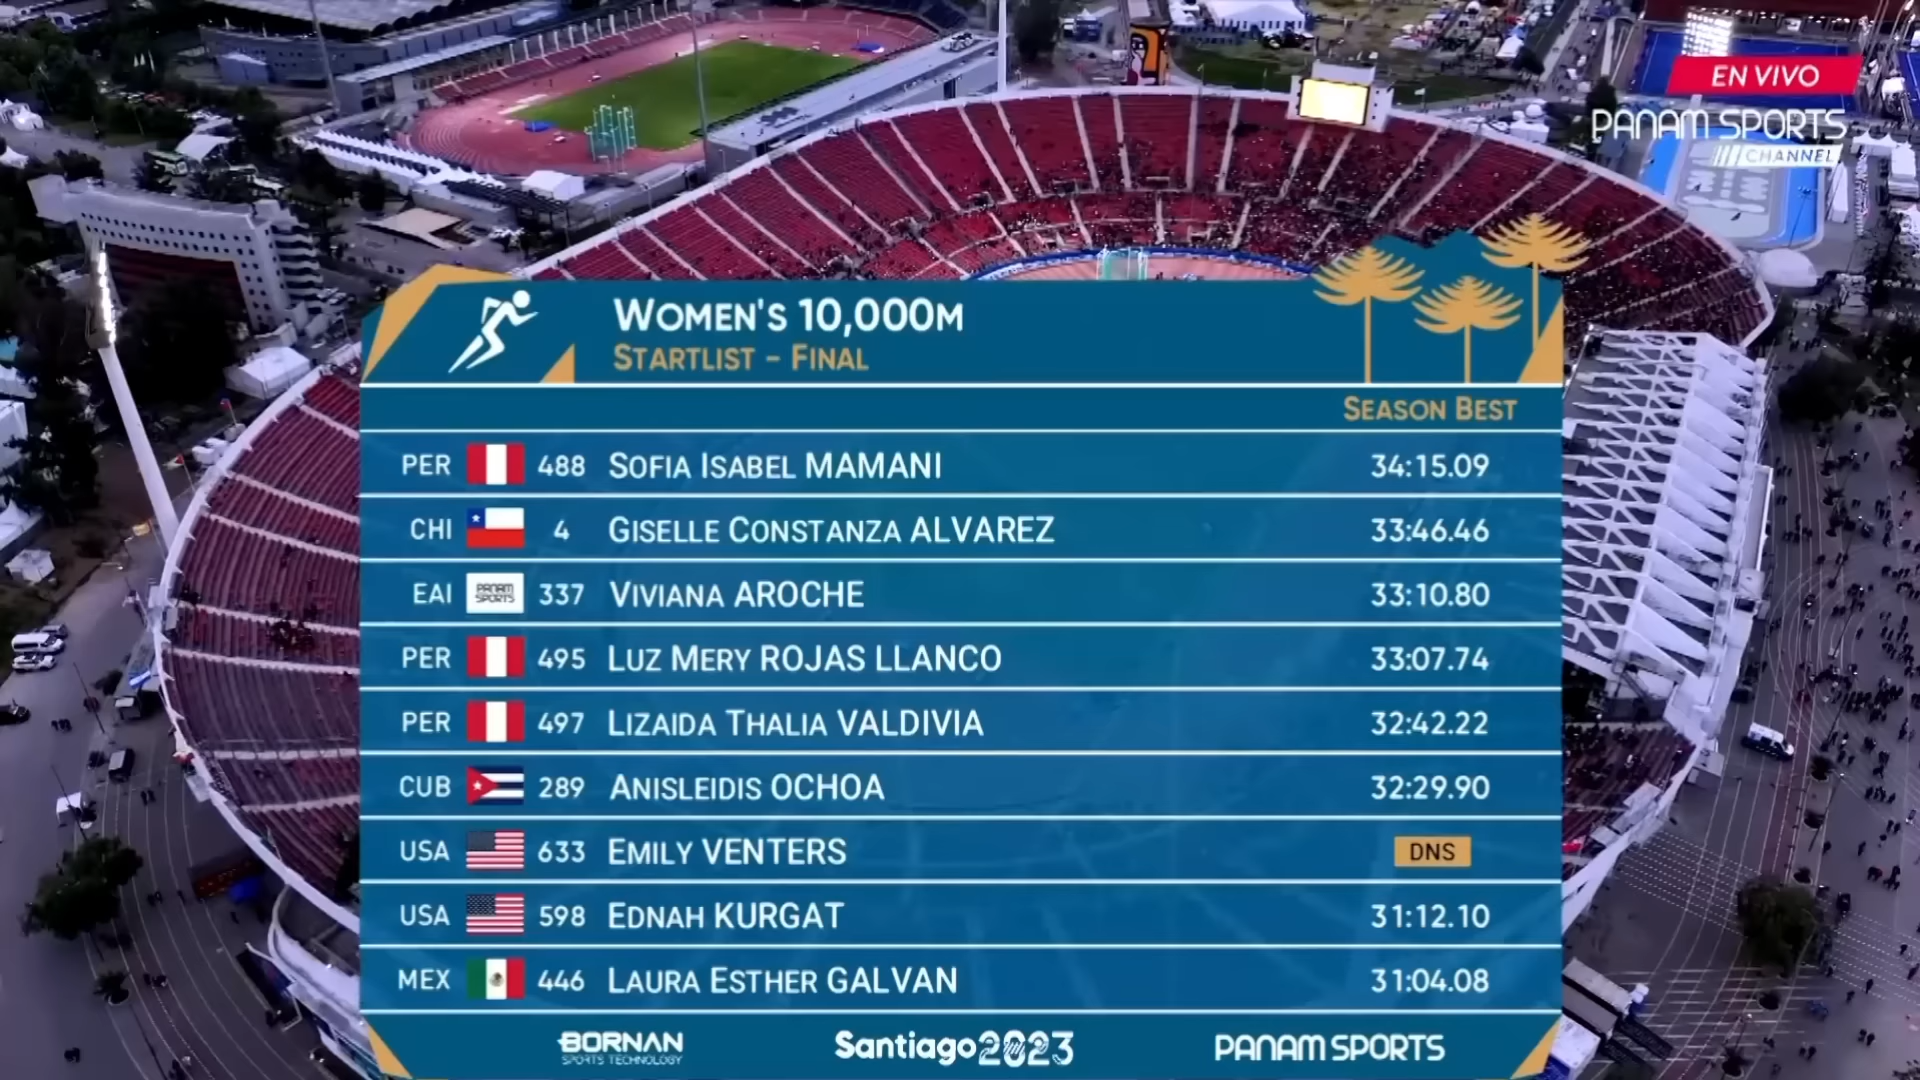 EN VIVO
PANAM SPORTS
CHANNEL
WOMEN'S 10,000M
STARTLIST - FINAL
SEASON BEST
PER 488 SOFIA ISABEL MAMANI 34:15.09
CHI 4 GISELLE CONSTANZA ALVAREZ 33:46.46
EAI PANAM SPORTS 337 VIVIANA AROCHE 33:10.80
PER 495 LUZ MERY ROJAS LLANCO 33:07.74
PER 497 LIZAIDA THALIA VALDIVIA 32:42.22
CUB 289 ANISLEIDIS OCHOA 32:29.90
USA 633 EMILY VENTERS DNS
USA 598 EDNAH KURGAT 31:12.10
MEX 446 LAURA ESTHER GALVAN 31:04.08
BORNAN
SPORTS TECHNOLOGY
Santiago 2023
PANAM SPORTS